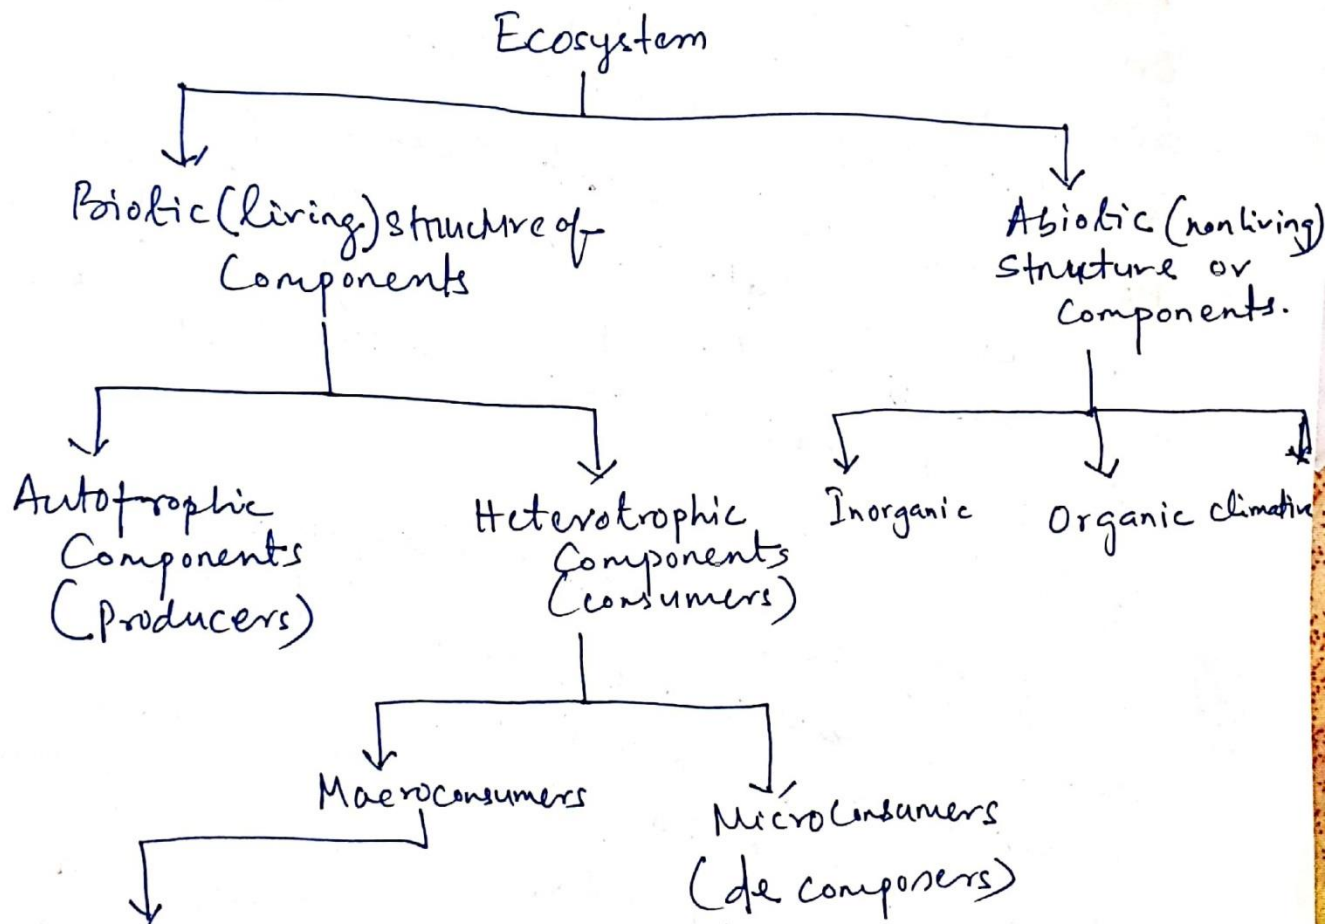 Ecosystem
Biotic (living) structure of
Components
Abiotic (nonliving)
structure or
Components.
Autotrophic
Components
(Producers)
Heterotrophic
Components
(consumers)
Inorganic
Organic
climative
Macroconsumers
Microconsumers
(de composers)